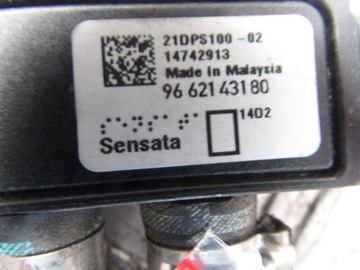 21DPS100-02
14742913
Made in Malaysia
96 621 431 80
Sensata
14D2